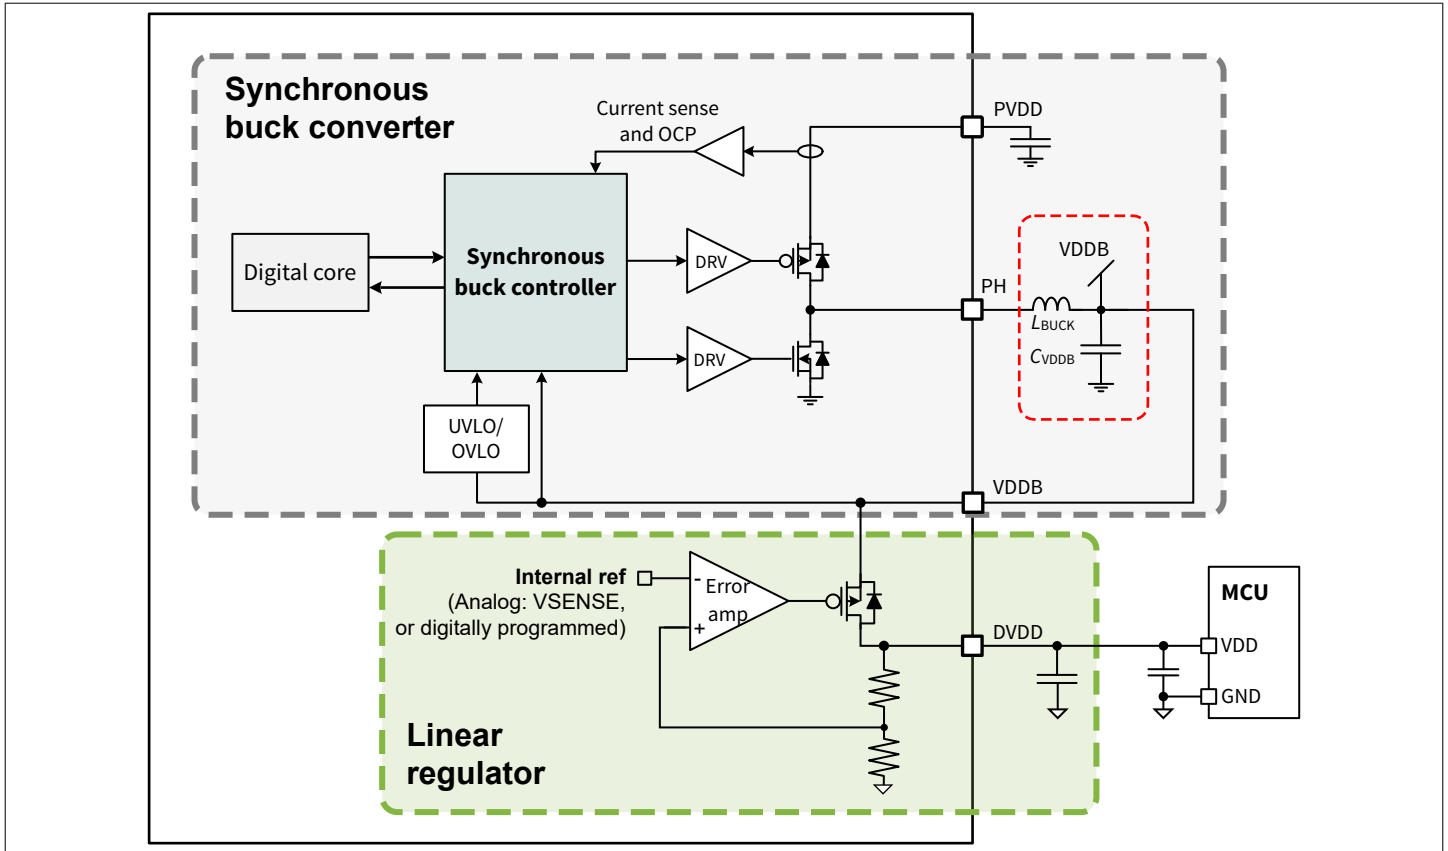 Synchronous
buck converter
Current sense
and OCP
PVDD
Digital core
Synchronous
buck controller
DRV
DRV
PH
VDDB
LBUCK
CVDDB
UVLO/
OVLO
VDDB
Internal ref
(Analog: VSENSE,
or digitally programmed)
-
+
Error
amp
DVDD
MCU
VDD
GND
Linear
regulator